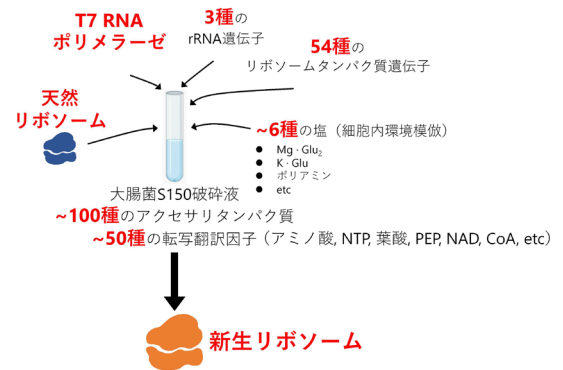 T7 RNA
ポリメラーゼ
3種の
rRNA遺伝子
54種の
リボソームタンパク質遺伝子
天然
リボソーム
~6種の塩（細胞内環境模倣）
● Mg · Glu₂
● K · Glu
● ポリアミン
● etc
大腸菌S150破砕液
~100種のアクセサリタンパク質
~50種の転写翻訳因子（アミノ酸, NTP, 葉酸, PEP, NAD, CoA, etc）
新生リボソーム